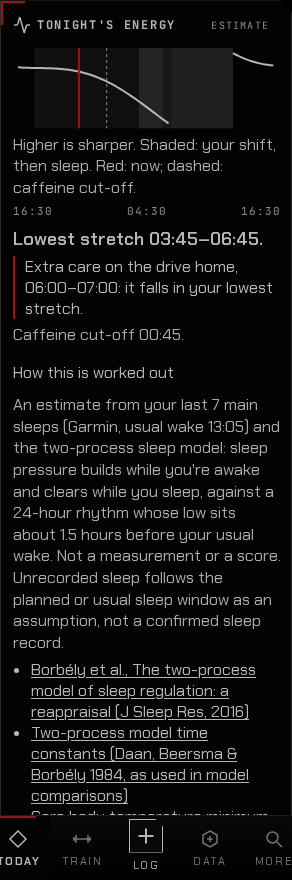 TONIGHT'S ENERGY ESTIMATE
Higher is sharper. Shaded: your shift,
then sleep. Red: now; dashed:
caffeine cut-off.
16:30 04:30 16:30
Lowest stretch 03:45–06:45.
Extra care on the drive home,
06:00–07:00: it falls in your lowest
stretch.
Caffeine cut-off 00:45.
How this is worked out
An estimate from your last 7 main
sleeps (Garmin, usual wake 13:05) and
the two-process sleep model: sleep
pressure builds while you're awake
and clears while you sleep, against a
24-hour rhythm whose low sits
about 1.5 hours before your usual
wake. Not a measurement or a score.
Unrecorded sleep follows the
planned or usual sleep window as an
assumption, not a confirmed sleep
record.
• Borbély et al., The two-process
model of sleep regulation: a
reappraisal (J Sleep Res, 2016)
• Two-process model time
constants (Daan, Beersma &
Borbély 1984, as used in model
comparisons)
TODAY TRAIN LOG DATA MORE